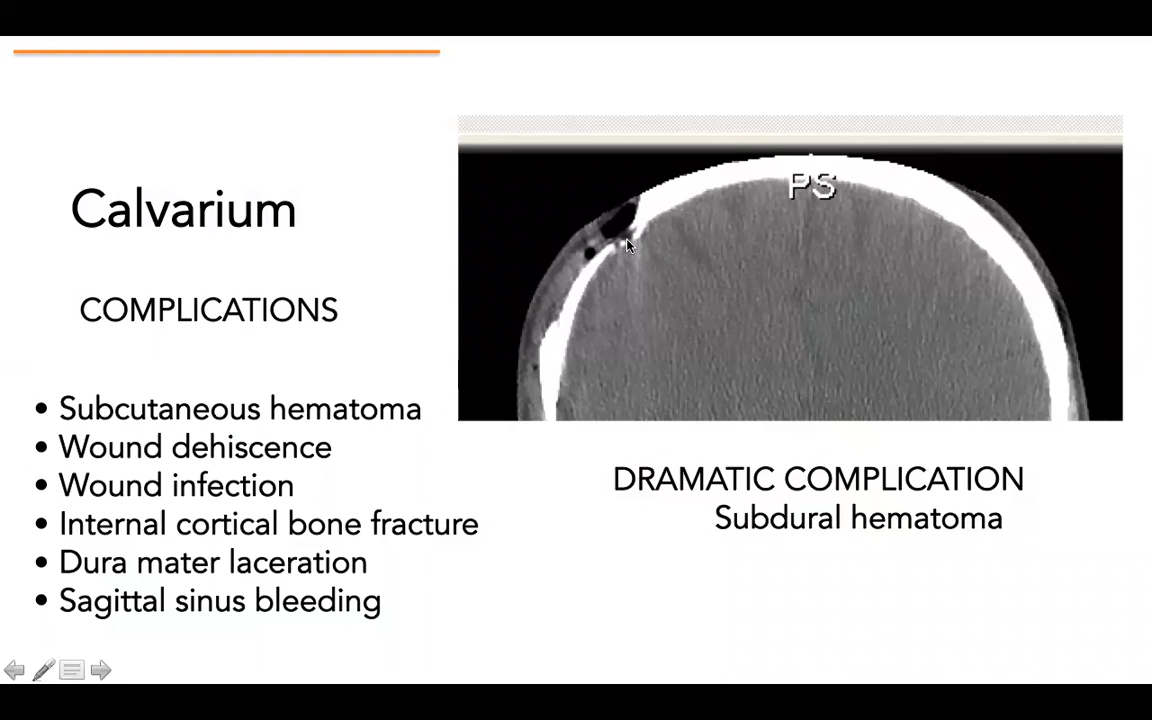 Calvarium
COMPLICATIONS
• Subcutaneous hematoma
• Wound dehiscence
• Wound infection
• Internal cortical bone fracture
• Dura mater laceration
• Sagittal sinus bleeding
PS
DRAMATIC COMPLICATION
Subdural hematoma